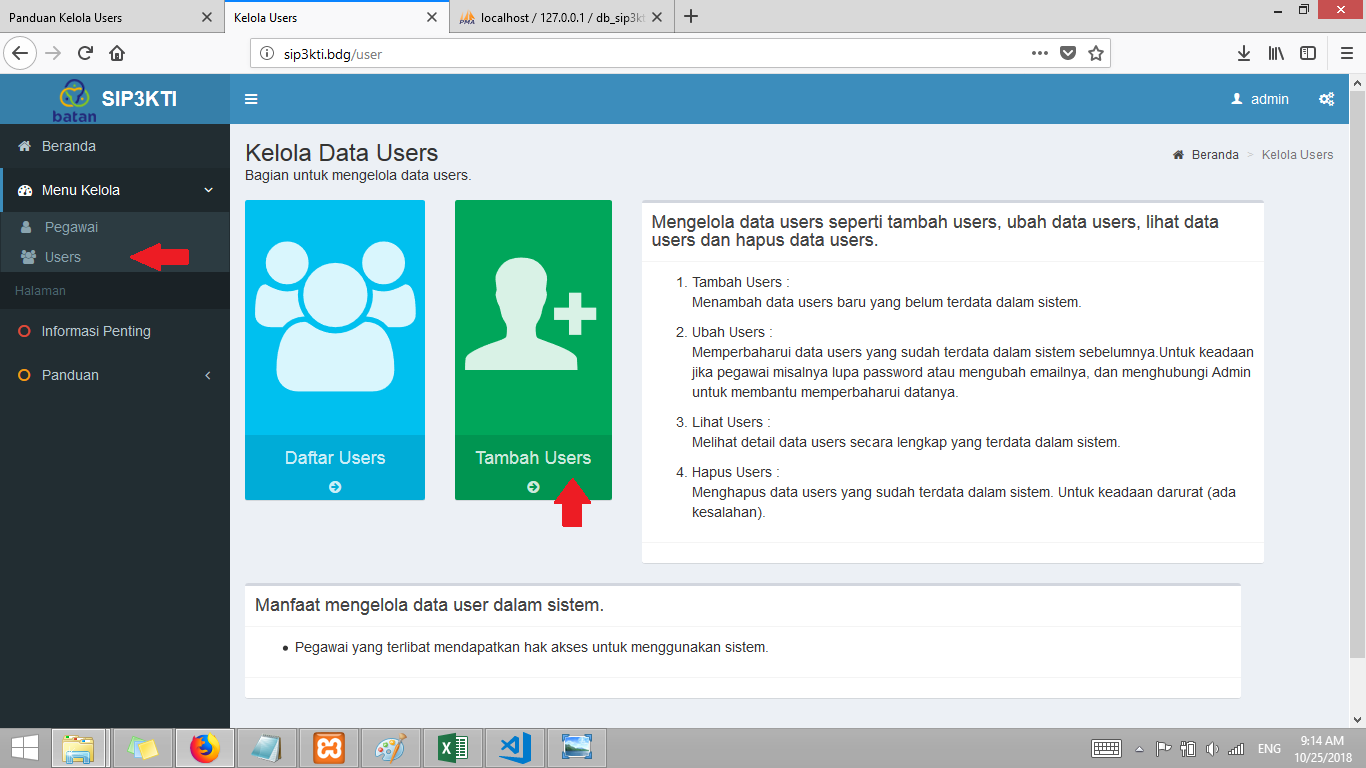 Panduan Kelola Users
Kelola Users
localhost / 127.0.0.1 / db_sip3kt
sip3kti.bdg/user
batan
SIP3KTI
admin
Beranda
Menu Kelola
Pegawai
Users
Halaman
Informasi Penting
Panduan
Kelola Data Users
Bagian untuk mengelola data users.
Beranda > Kelola Users
Daftar Users
Tambah Users
Mengelola data users seperti tambah users, ubah data users, lihat data
users dan hapus data users.
1. Tambah Users :
Menambah data users baru yang belum terdata dalam sistem.
2. Ubah Users :
Memperbaharui data users yang sudah terdata dalam sistem sebelumnya.Untuk keadaan
jika pegawai misalnya lupa password atau mengubah emailnya, dan menghubungi Admin
untuk membantu memperbaharui datanya.
3. Lihat Users :
Melihat detail data users secara lengkap yang terdata dalam sistem.
4. Hapus Users :
Menghapus data users yang sudah terdata dalam sistem. Untuk keadaan darurat (ada
kesalahan).
Manfaat mengelola data user dalam sistem.
• Pegawai yang terlibat mendapatkan hak akses untuk menggunakan sistem.
ENG
9:14 AM
10/25/2018